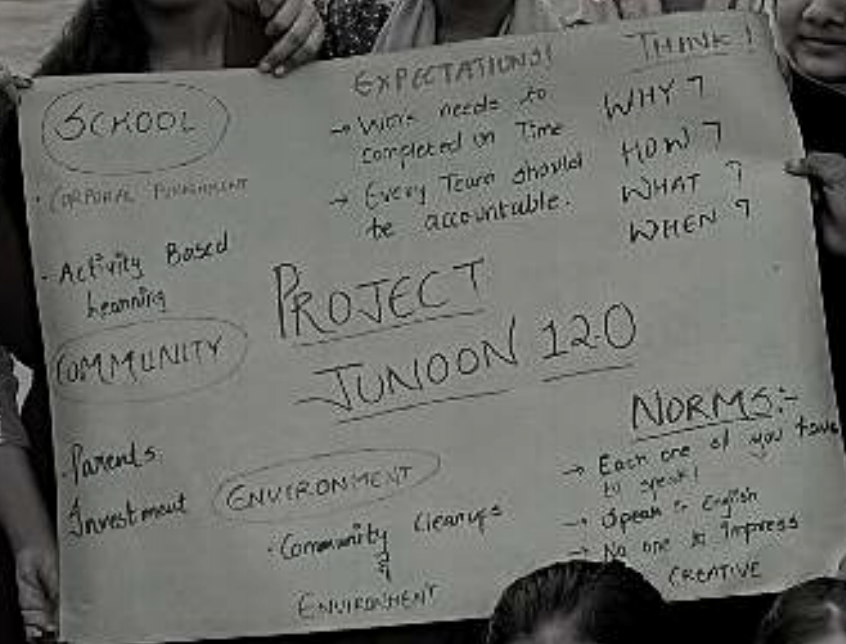 SCHOOL
• CORPORAL PUNISHMENT
• Activity Based
Learning
COMMUNITY
• Parents
Investment
EXPECTATIONS!
→ Work needs to
completed on Time
→ Every Team should
be accountable.
THINK!
WHY ?
HOW ?
WHAT ?
WHEN ?
PROJECT
JUNOON 12.0
ENVIRONMENT
• Community Cleanups
&
ENVIRONMENT
NORMS:-
→ Each one of you have
to speak!
→ Speak in English
→ No one to Impress
CREATIVE